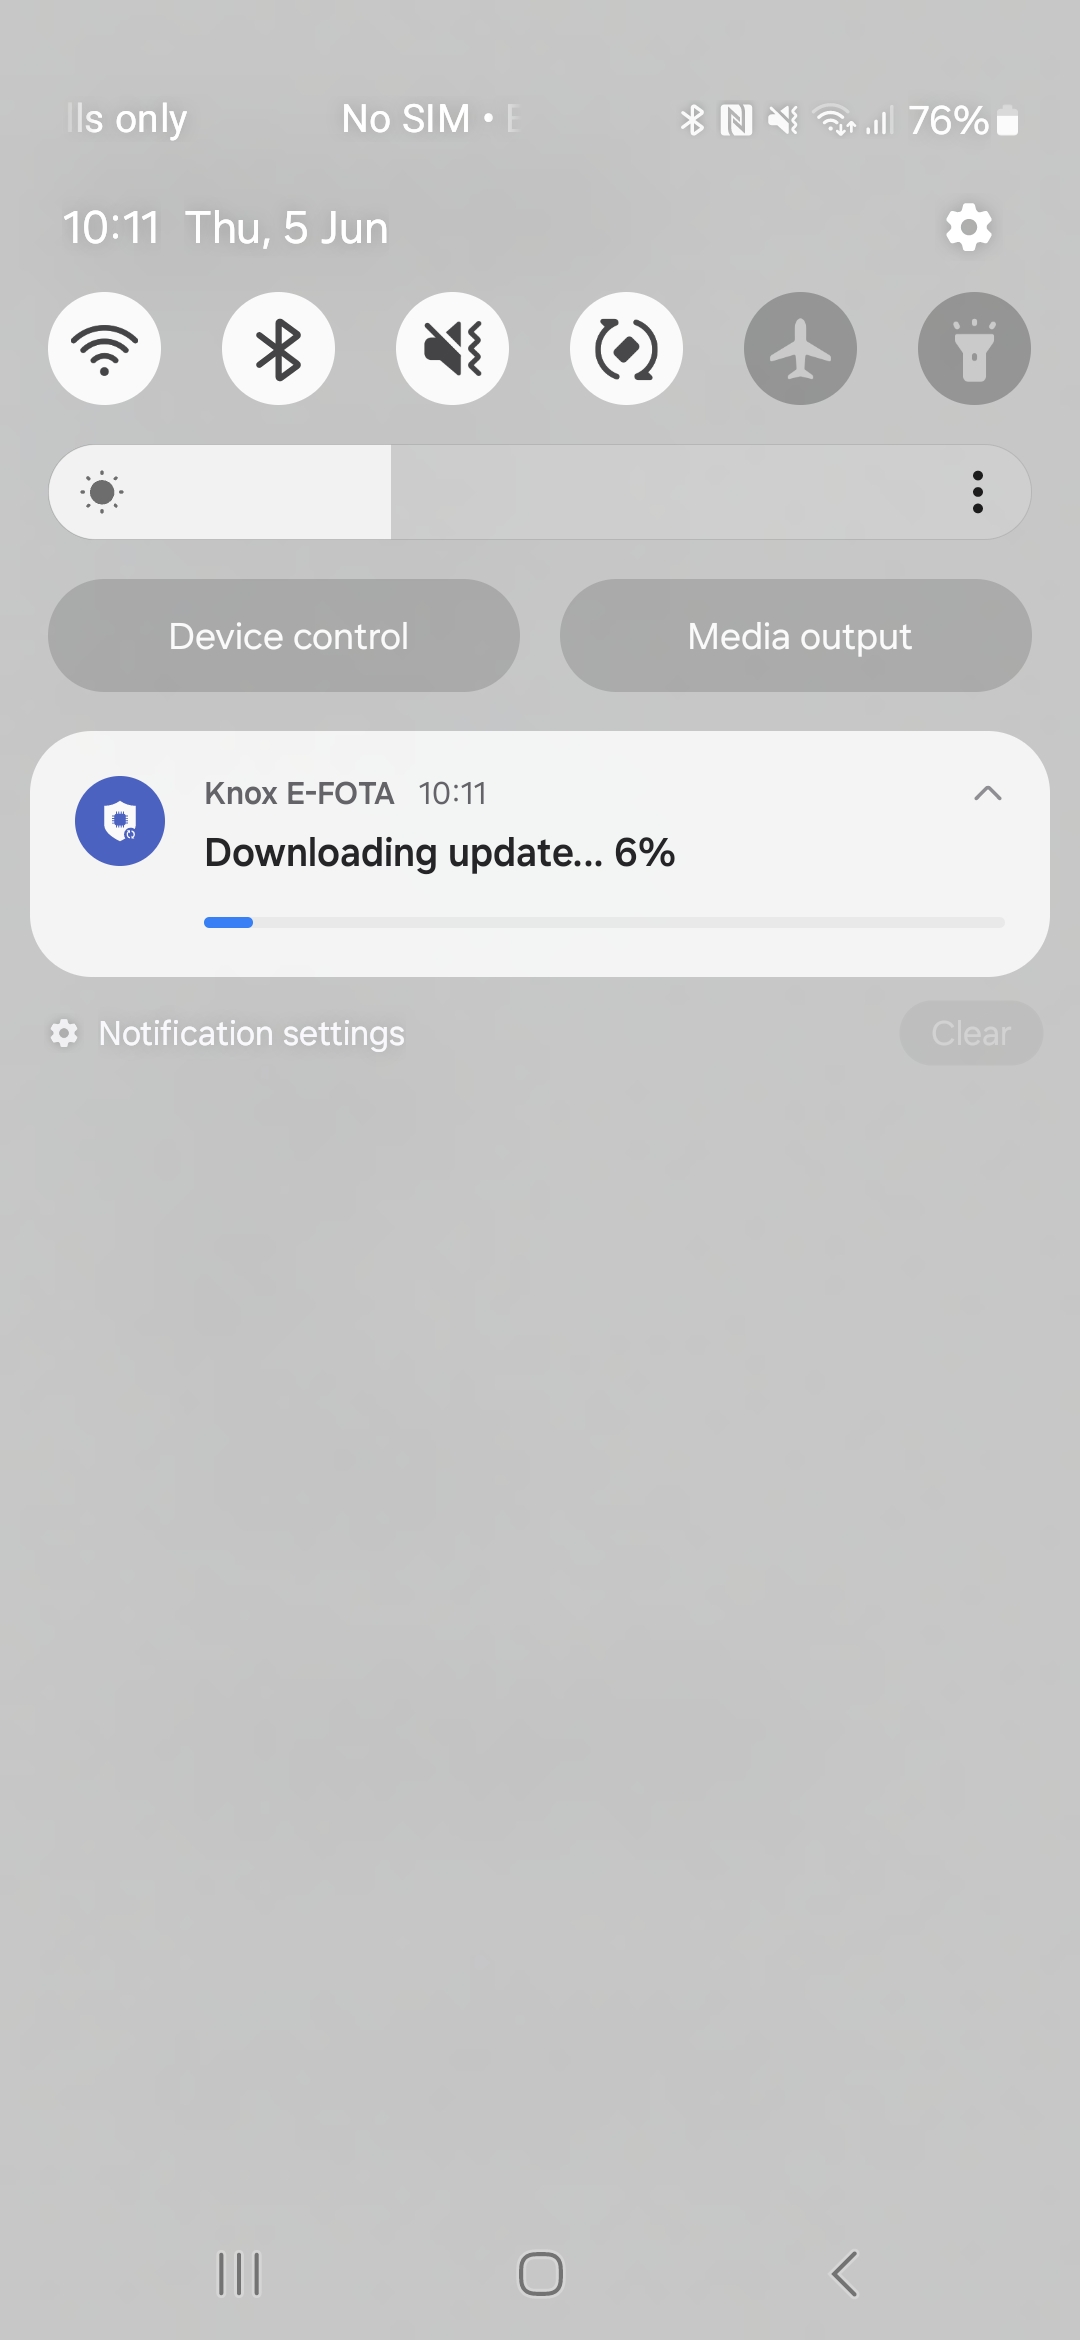 lls only No SIM • E 76%
10:11 Thu, 5 Jun
Device control Media output
Knox E-FOTA 10:11
Downloading update... 6%
Notification settings
Clear